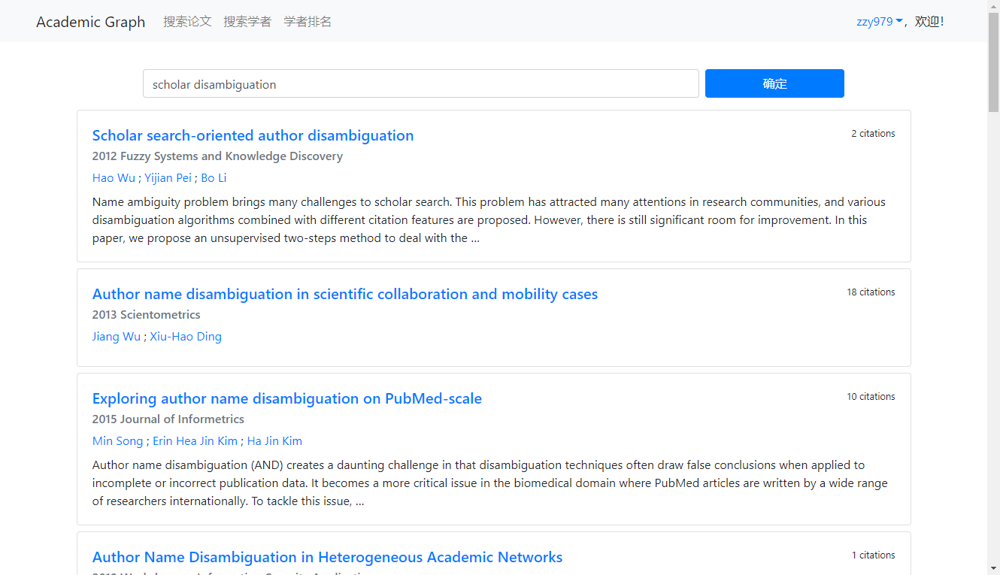 Academic Graph 搜索论文 搜索学者 学者排名 zzy979 ，欢迎！
scholar disambiguation 确定
Scholar search-oriented author disambiguation 2 citations
2012 Fuzzy Systems and Knowledge Discovery
Hao Wu ; Yijian Pei ; Bo Li
Name ambiguity problem brings many challenges to scholar search. This problem has attracted many attentions in research communities, and various
disambiguation algorithms combined with different citation features are proposed. However, there is still significant room for improvement. In this
paper, we propose an unsupervised two-steps method to deal with the ...
Author name disambiguation in scientific collaboration and mobility cases 18 citations
2013 Scientometrics
Jiang Wu ; Xiu-Hao Ding
Exploring author name disambiguation on PubMed-scale 10 citations
2015 Journal of Informetrics
Min Song ; Erin Hea Jin Kim ; Ha Jin Kim
Author name disambiguation (AND) creates a daunting challenge in that disambiguation techniques often draw false conclusions when applied to
incomplete or incorrect publication data. It becomes a more critical issue in the biomedical domain where PubMed articles are written by a wide range
of researchers internationally. To tackle this issue, ...
Author Name Disambiguation in Heterogeneous Academic Networks 1 citations